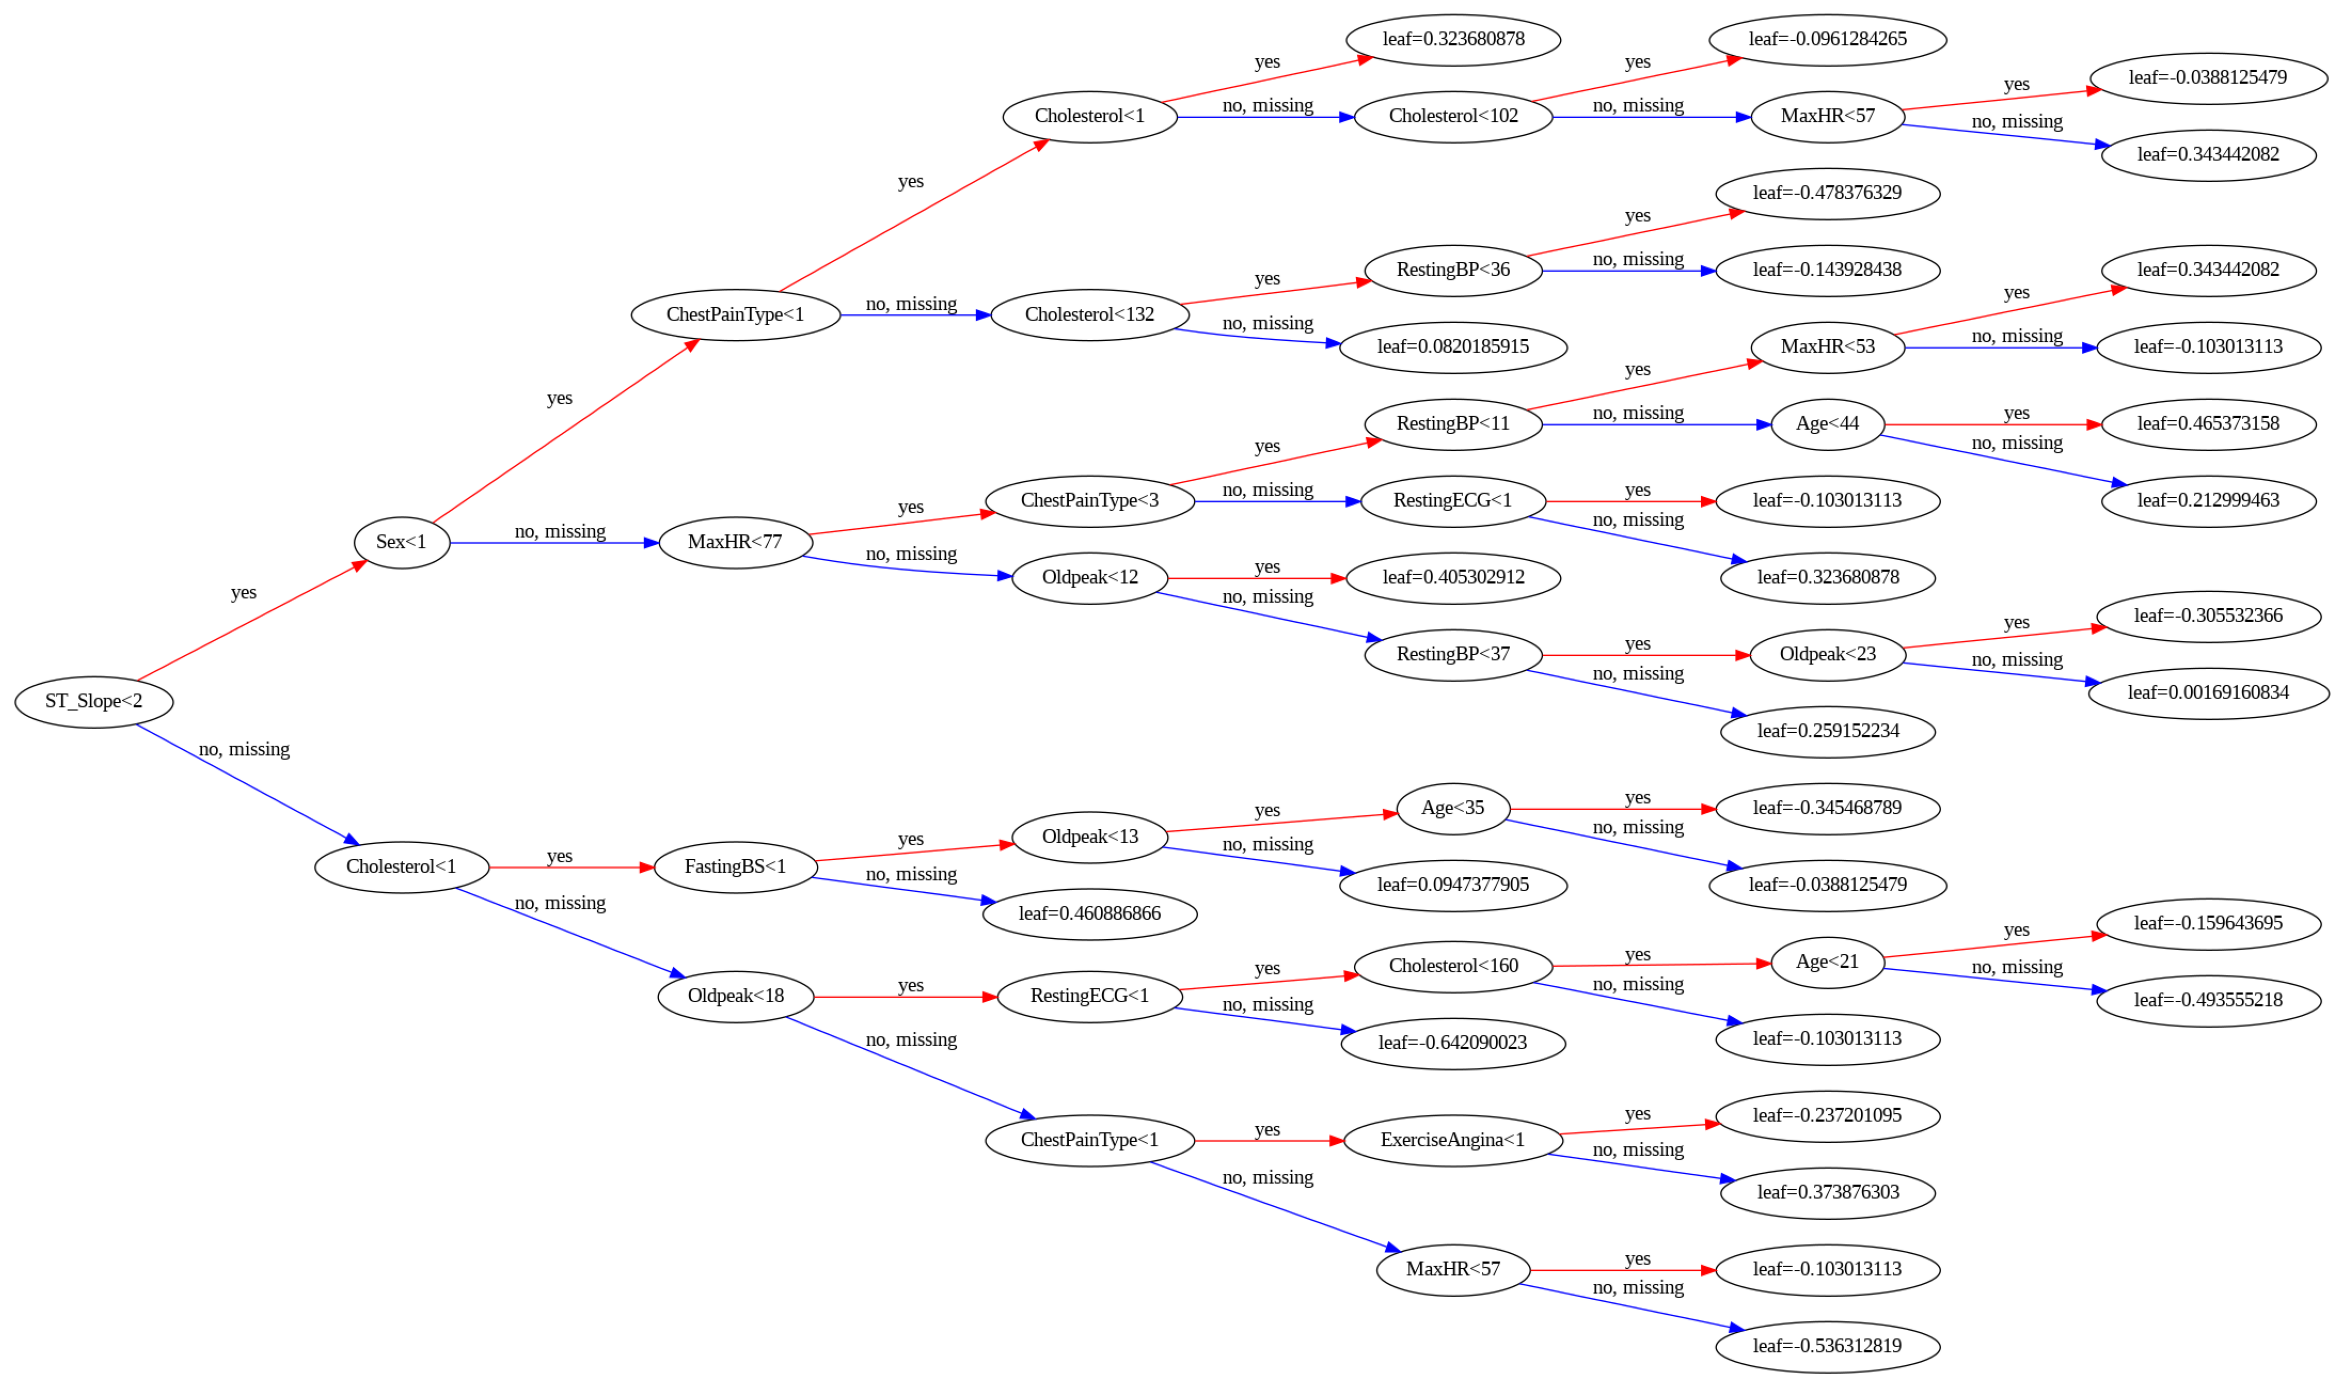 leaf=0.323680878
leaf=-0.0961284265
yes
yes
leaf=-0.0388125479
yes
Cholesterol<1
no, missing
Cholesterol<102
no, missing
MaxHR<57
no, missing
leaf=0.343442082
yes
leaf=-0.478376329
yes
RestingBP<36
no, missing
leaf=-0.143928438
leaf=0.343442082
yes
yes
ChestPainType<1
no, missing
Cholesterol<132
no, missing
leaf=0.0820185915
MaxHR<53
no, missing
leaf=-0.103013113
yes
yes
RestingBP<11
no, missing
Age<44
yes
leaf=0.465373158
no, missing
yes
ChestPainType<3
no, missing
RestingECG<1
yes
leaf=-0.103013113
leaf=0.212999463
yes
no, missing
Sex<1
no, missing
MaxHR<77
no, missing
Oldpeak<12
yes
leaf=0.405302912
leaf=0.323680878
yes
no, missing
leaf=-0.305532366
yes
RestingBP<37
yes
Oldpeak<23
no, missing
no, missing
leaf=0.00169160834
ST_Slope<2
leaf=0.259152234
no, missing
Age<35
yes
leaf=-0.345468789
yes
no, missing
Oldpeak<13
yes
no, missing
Cholesterol<1
yes
FastingBS<1
no, missing
leaf=0.0947377905
leaf=-0.0388125479
no, missing
leaf=0.460886866
leaf=-0.159643695
yes
Cholesterol<160
yes
Age<21
no, missing
yes
no, missing
Oldpeak<18
yes
RestingECG<1
no, missing
leaf=-0.493555218
no, missing
leaf=-0.642090023
leaf=-0.103013113
yes
leaf=-0.237201095
ChestPainType<1
yes
ExerciseAngina<1
no, missing
no, missing
leaf=0.373876303
yes
MaxHR<57
leaf=-0.103013113
no, missing
leaf=-0.536312819